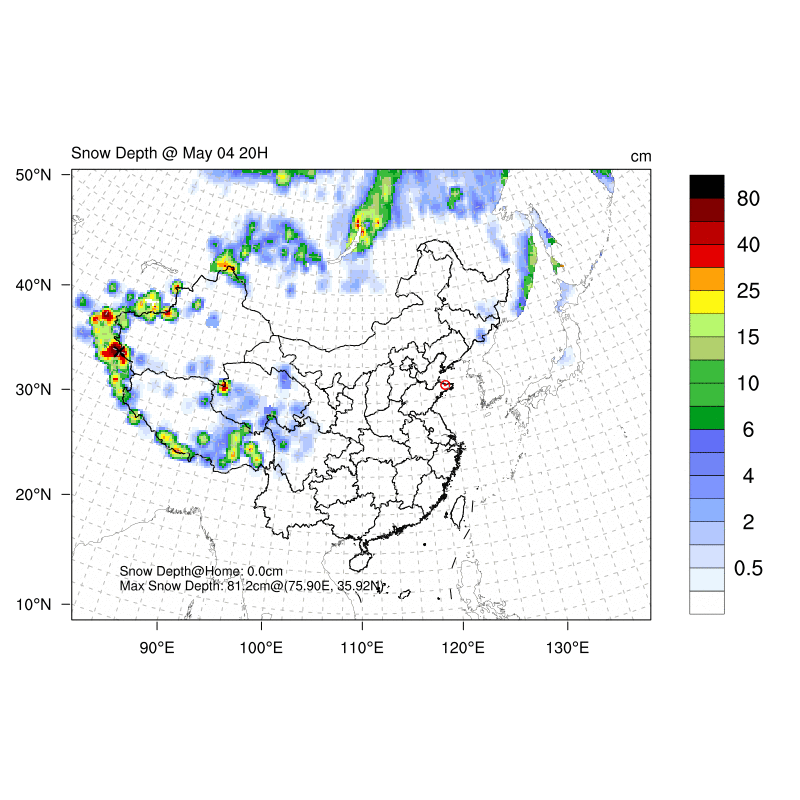 Snow Depth @ May 04 20H
cm
50°N
40°N
30°N
20°N
10°N
80
40
25
15
10
6
4
2
0.5
Snow Depth@Home: 0.0cm
Max Snow Depth: 81.2cm@(75.90E, 35.92N)
90°E
100°E
110°E
120°E
130°E